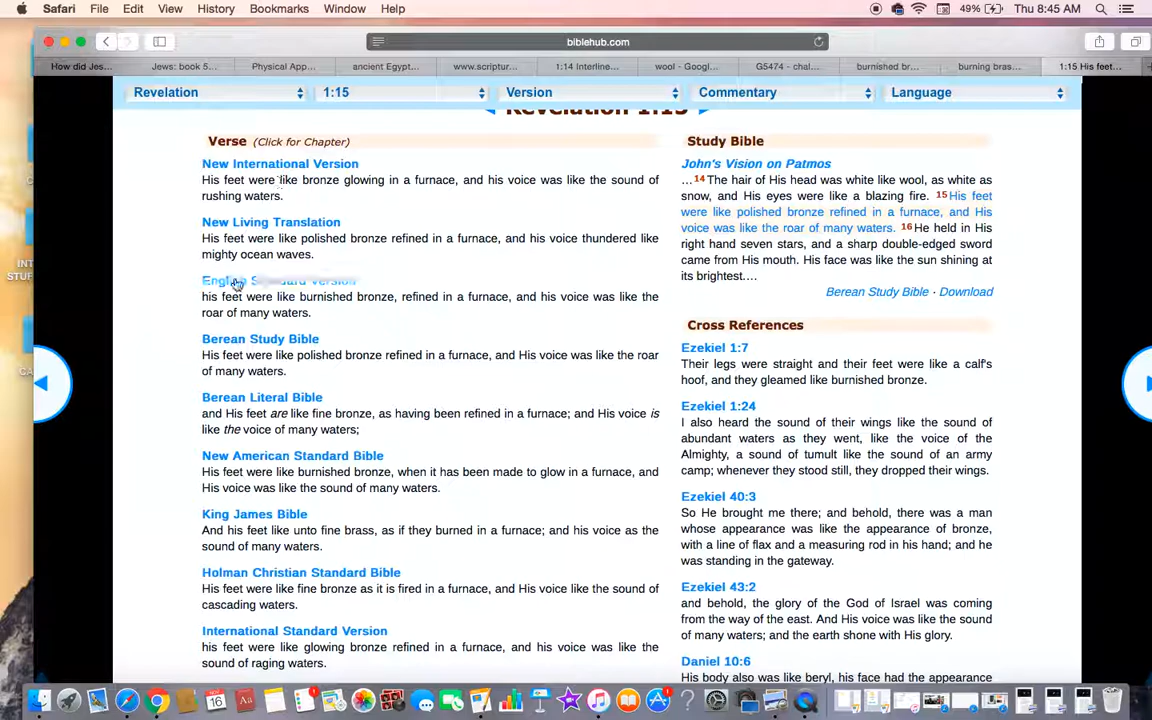 Safari File Edit View History Bookmarks Window Help 49% Thu 8:45 AM
biblehub.com
How did Jes... Jews: book 5... Physical App... ancient Egypt... www.scriptur... 1:14 Interline... wool - Googl... G5474 - chal... burnished br... burning bras... 1:15 His feet...
Revelation 1:15 Version Commentary Language
Revelation 1:15
Verse (Click for Chapter)
New International Version
His feet were like bronze glowing in a furnace, and his voice was like the sound of
rushing waters.
New Living Translation
His feet were like polished bronze refined in a furnace, and his voice thundered like
mighty ocean waves.
English Standard Version
his feet were like burnished bronze, refined in a furnace, and his voice was like the
roar of many waters.
Berean Study Bible
His feet were like polished bronze refined in a furnace, and His voice was like the roar
of many waters.
Berean Literal Bible
and His feet are like fine bronze, as having been refined in a furnace; and His voice is
like the voice of many waters;
New American Standard Bible
His feet were like burnished bronze, when it has been made to glow in a furnace, and
His voice was like the sound of many waters.
King James Bible
And his feet like unto fine brass, as if they burned in a furnace; and his voice as the
sound of many waters.
Holman Christian Standard Bible
His feet were like fine bronze as it is fired in a furnace, and His voice like the sound of
cascading waters.
International Standard Version
his feet were like glowing bronze refined in a furnace, and his voice was like the
sound of raging waters.
Study Bible
John's Vision on Patmos
...14The hair of His head was white like wool, as white as
snow, and His eyes were like a blazing fire. 15His feet
were like polished bronze refined in a furnace, and His
voice was like the roar of many waters. 16He held in His
right hand seven stars, and a sharp double-edged sword
came from His mouth. His face was like the sun shining at
its brightest....
Berean Study Bible · Download
Cross References
Ezekiel 1:7
Their legs were straight and their feet were like a calf's
hoof, and they gleamed like burnished bronze.
Ezekiel 1:24
I also heard the sound of their wings like the sound of
abundant waters as they went, like the voice of the
Almighty, a sound of tumult like the sound of an army
camp; whenever they stood still, they dropped their wings.
Ezekiel 40:3
So He brought me there; and behold, there was a man
whose appearance was like the appearance of bronze,
with a line of flax and a measuring rod in his hand; and he
was standing in the gateway.
Ezekiel 43:2
and behold, the glory of the God of Israel was coming
from the way of the east. And His voice was like the sound
of many waters; and the earth shone with His glory.
Daniel 10:6
His body also was like beryl, his face had the appearance